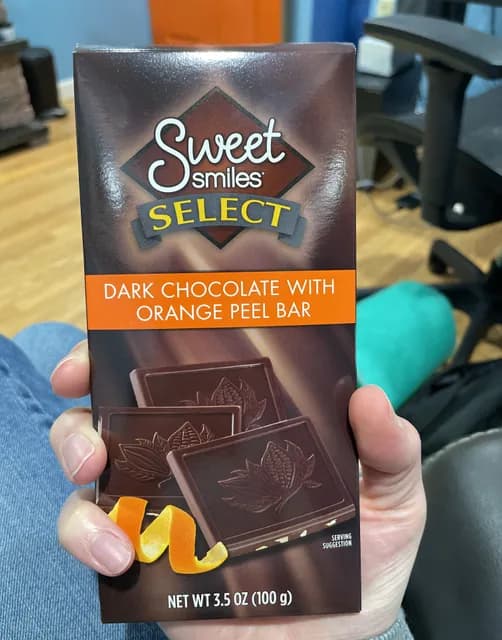 Sweet
smiles
SELECT
DARK CHOCOLATE WITH
ORANGE PEEL BAR
SERVING
SUGGESTION
NET WT 3.5 OZ (100 g)